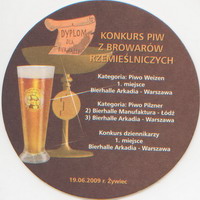 DYPLOM
DLA
KONKURS PIW
Z BROWARÓW
RZEMIEŚLNICZYCH
Kategoria: Piwo Weizen
1. miejsce
Bierhalle Arkadia - Warszawa
Kategoria: Piwo Pilzner
2) Bierhalle Manufaktura - Łódź
3) Bierhalle Arkadia - Warszawa
Konkurs dziennikarzy
1. miejsce
Bierhalle Arkadia - Warszawa
19.06.2009 r. Żywiec